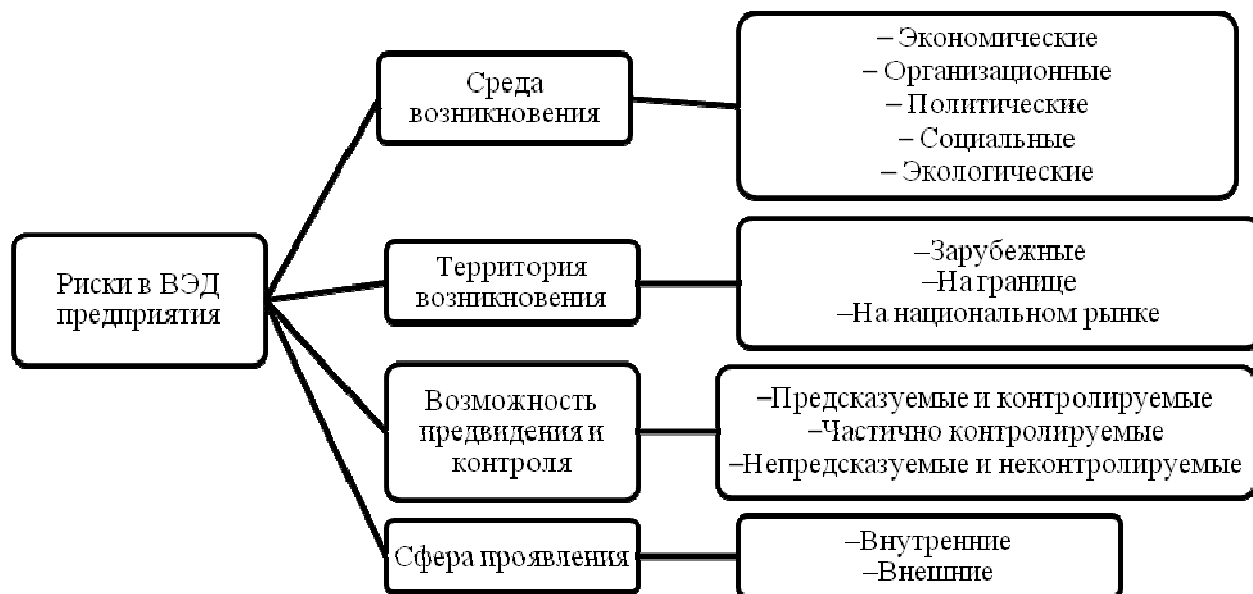 Риски в ВЭД
предприятия
Среда
возникновения
– Экономические
– Организационные
– Политические
– Социальные
– Экологические
Территория
возникновения
–Зарубежные
–На границе
–На национальном рынке
Возможность
предвидения и
контроля
–Предсказуемые и контролируемые
–Частично контролируемые
–Непредсказуемые и неконтролируемые
Сфера проявления
–Внутренние
–Внешние